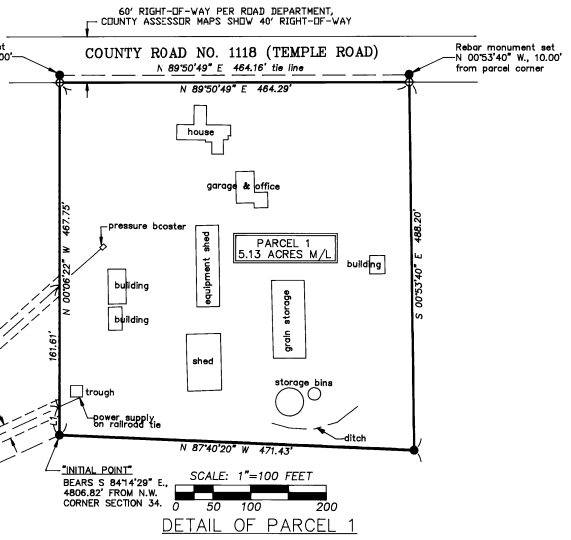 60' RIGHT-OF-WAY PER ROAD DEPARTMENT,
COUNTY ASSESSOR MAPS SHOW 40' RIGHT-OF-WAY
COUNTY ROAD NO. 1118 (TEMPLE ROAD)
Rebar monument set
N 00°53'40" W., 10.00'
from parcel corner
N 89°50'49" E 464.16' tie line
N 89°50'49" E 464.29'
house
garage & office
pressure booster
N 00°06'22" W 467.75'
equipment shed
PARCEL 1
5.13 ACRES M/L
building
S 00°53'40" E 488.20'
building
building
grain storage
161.61'
shed
trough
storage bins
power supply
on railroad tie
L1
ditch
N 87°40'20" W 471.43'
"INITIAL POINT"
BEARS S 84°14'29" E.,
4806.82' FROM N.W.
CORNER SECTION 34.
SCALE: 1"=100 FEET
0 50 100 200
DETAIL OF PARCEL 1